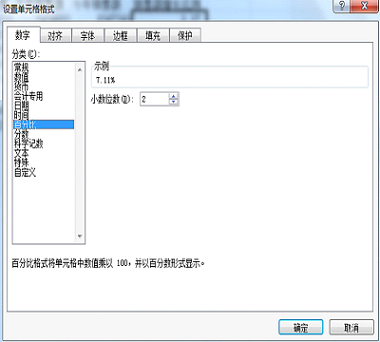 设置单元格格式
数字 对齐 字体 边框 填充 保护
分类(C):
常规
数值
货币
会计专用
日期
时间
百分比
分数
科学记数
文本
特殊
自定义
示例
7.11%
小数位数(D): 2
百分比格式将单元格中数值乘以 100，并以百分数形式显示。
确定 取消